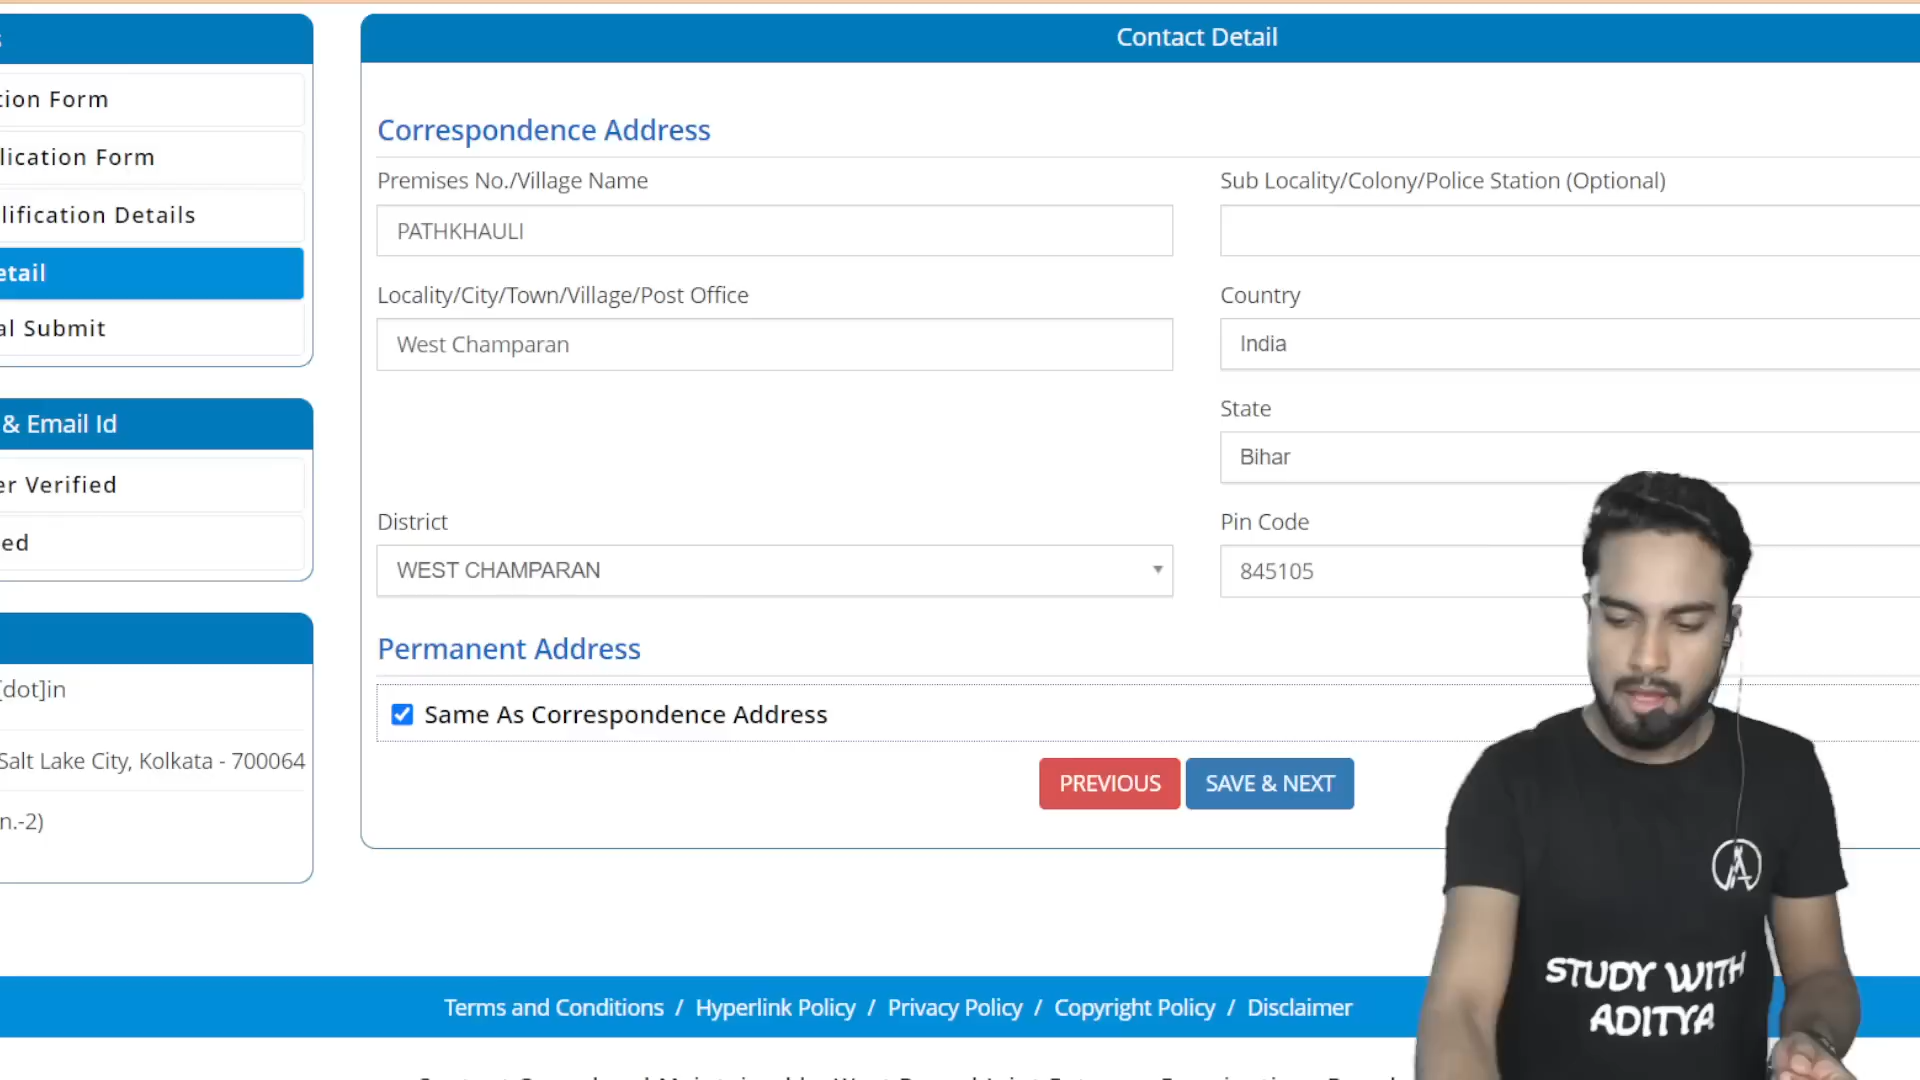 Contact Detail
tion Form
lication Form
lification Details
etail
al Submit
& Email Id
er Verified
ed
[dot]in
Salt Lake City, Kolkata - 700064
n.-2)
Correspondence Address
Premises No./Village Name
Sub Locality/Colony/Police Station (Optional)
PATHKHAULI
Locality/City/Town/Village/Post Office
Country
West Champaran
India
State
Bihar
District
Pin Code
WEST CHAMPARAN
845105
Permanent Address
Same As Correspondence Address
PREVIOUS
SAVE & NEXT
STUDY WITH
ADITYA
Terms and Conditions / Hyperlink Policy / Privacy Policy / Copyright Policy / Disclaimer